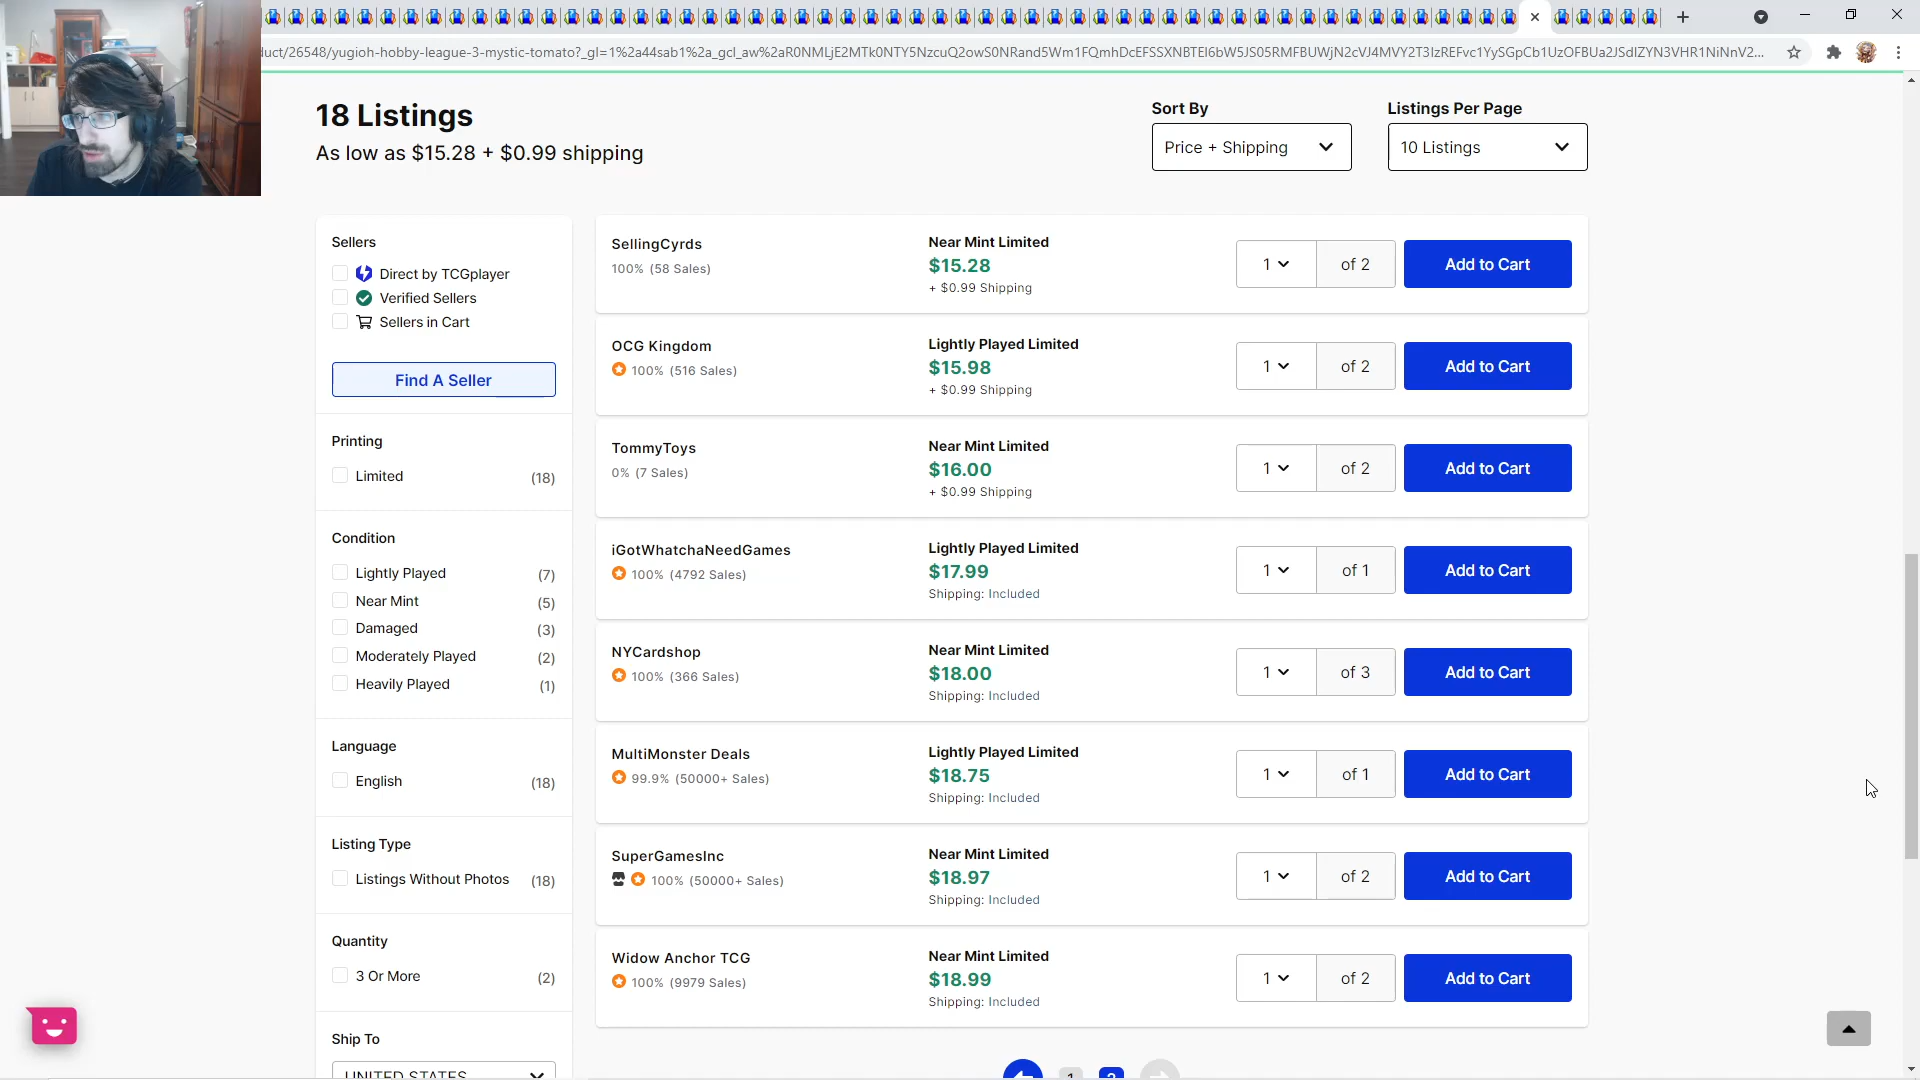 duct/26548/yugioh-hobby-league-3-mystic-tomato?_gl=1%2a44sab1%2a_gcl_aw%2a
18 Listings
As low as $15.28 + $0.99 shipping
Sort By
Price + Shipping
Listings Per Page
10 Listings
Sellers
Direct by TCGplayer
Verified Sellers
Sellers in Cart
Find A Seller
Printing
Limited (18)
Condition
Lightly Played (7)
Near Mint (5)
Damaged (3)
Moderately Played (2)
Heavily Played (1)
Language
English (18)
Listing Type
Listings Without Photos (18)
Quantity
3 Or More (2)
Ship To
UNITED STATES
SellingCyrds
100% (58 Sales)
Near Mint Limited
$15.28
+ $0.99 Shipping
1 of 2 Add to Cart
OCG Kingdom
100% (516 Sales)
Lightly Played Limited
$15.98
+ $0.99 Shipping
1 of 2 Add to Cart
TommyToys
0% (7 Sales)
Near Mint Limited
$16.00
+ $0.99 Shipping
1 of 2 Add to Cart
iGotWhatchaNeedGames
100% (4792 Sales)
Lightly Played Limited
$17.99
Shipping: Included
1 of 1 Add to Cart
NYCardshop
100% (366 Sales)
Near Mint Limited
$18.00
Shipping: Included
1 of 3 Add to Cart
MultiMonster Deals
99.9% (50000+ Sales)
Lightly Played Limited
$18.75
Shipping: Included
1 of 1 Add to Cart
SuperGamesInc
100% (50000+ Sales)
Near Mint Limited
$18.97
Shipping: Included
1 of 2 Add to Cart
Widow Anchor TCG
100% (9979 Sales)
Near Mint Limited
$18.99
Shipping: Included
1 of 2 Add to Cart
1 2